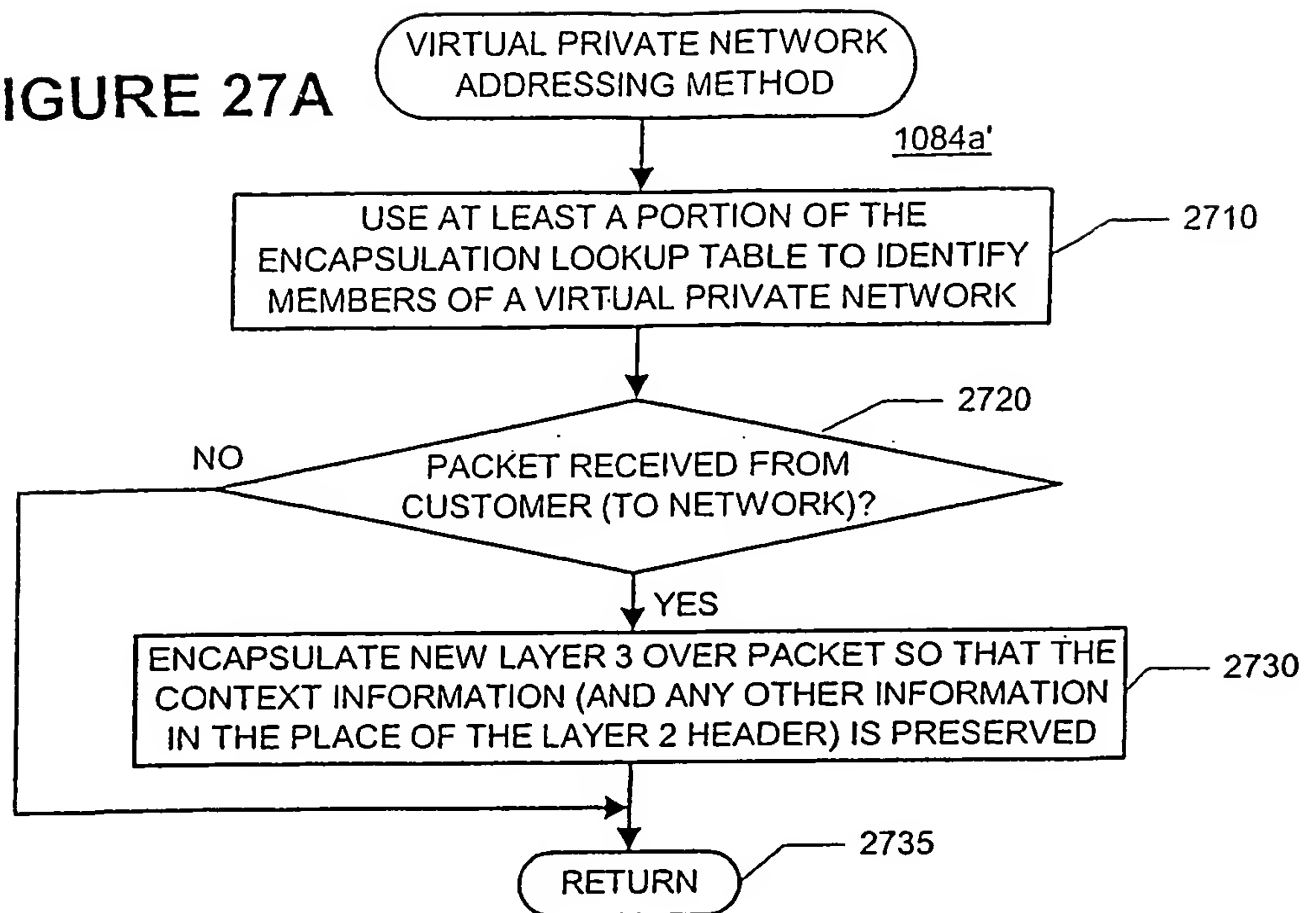 IGURE 27A
VIRTUAL PRIVATE NETWORK
ADDRESSING METHOD
1084a'
USE AT LEAST A PORTION OF THE
ENCAPSULATION LOOKUP TABLE TO IDENTIFY
MEMBERS OF A VIRTUAL PRIVATE NETWORK
2710
2720
NO
PACKET RECEIVED FROM
CUSTOMER (TO NETWORK)?
YES
ENCAPSULATE NEW LAYER 3 OVER PACKET SO THAT THE
CONTEXT INFORMATION (AND ANY OTHER INFORMATION
IN THE PLACE OF THE LAYER 2 HEADER) IS PRESERVED
2730
2735
RETURN